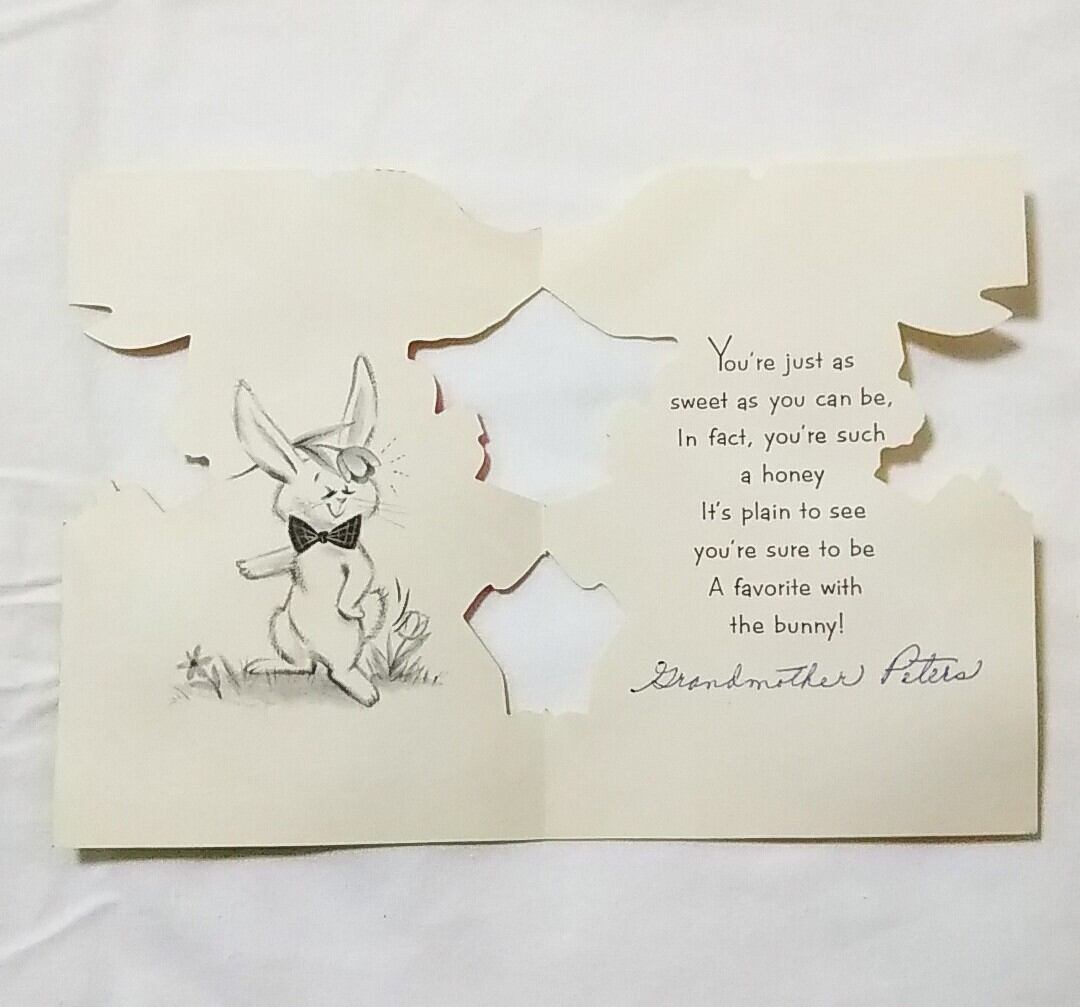 You're just as
sweet as you can be,
In fact, you're such
a honey
It's plain to see
you're sure to be
A favorite with
the bunny!
Grandmother Peters